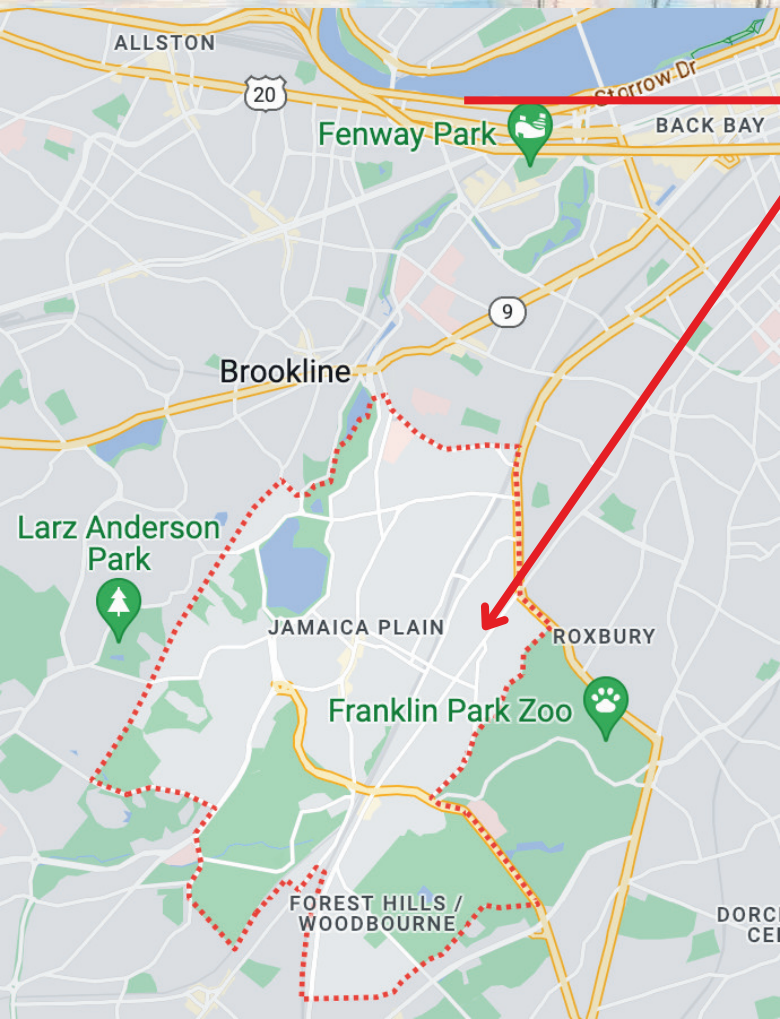 ALLSTON
20
Storrow Dr
Fenway Park
BACK BAY
9
Brookline
Larz Anderson
Park
JAMAICA PLAIN
ROXBURY
Franklin Park Zoo
FOREST HILLS /
WOODBOURNE
DORC
CE